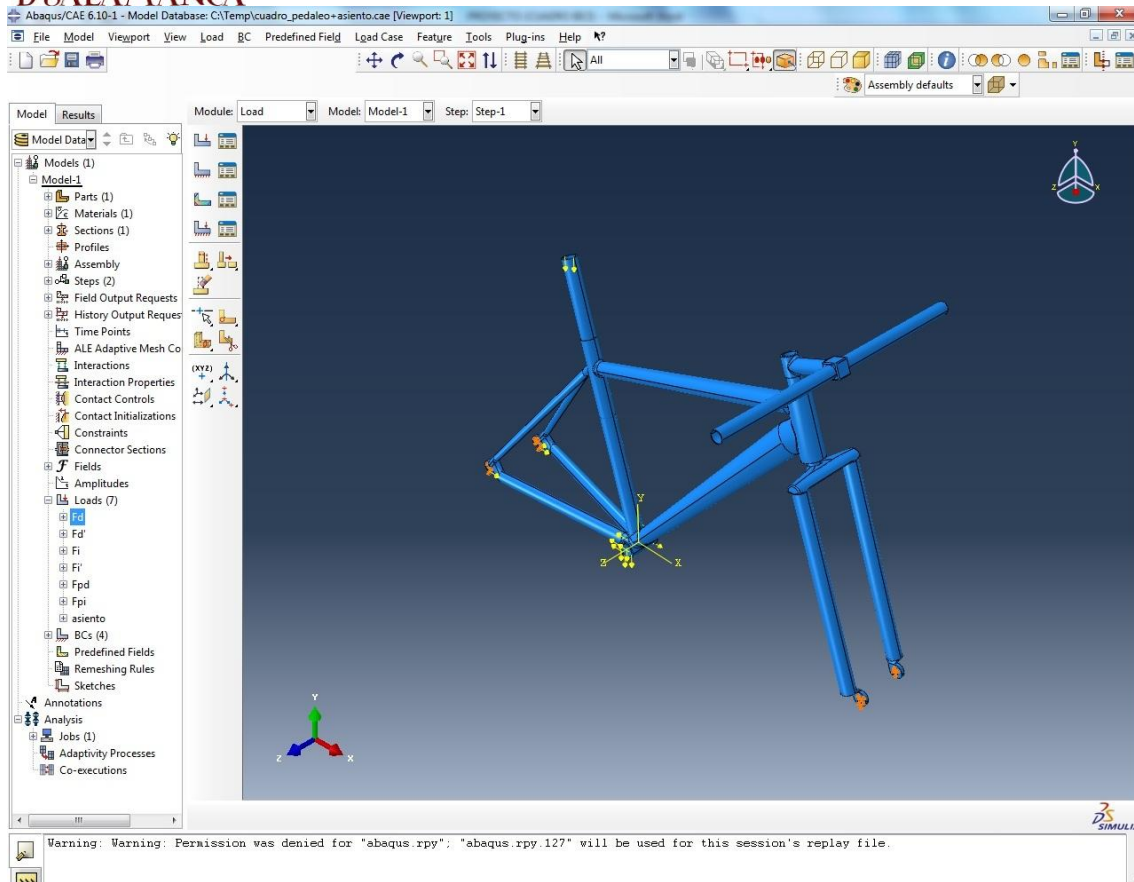 DSALAMANCA
Abaqus/CAE 6.10-1 - Model Database: C:\Temp\cuadro_pedaleo+asiento.cae [Viewport: 1]
File Model Viewport View Load BC Predefined Field Load Case Feature Tools Plug-ins Help
All
Assembly defaults
Model Results
Module: Load Model: Model-1 Step: Step-1
Model Data
Models (1)
Model-1
Parts (1)
Materials (1)
Sections (1)
Profiles
Assembly
Steps (2)
Field Output Requests
History Output Reques
Time Points
ALE Adaptive Mesh Co
Interactions
Interaction Properties
Contact Controls
Contact Initializations
Constraints
Connector Sections
Fields
Amplitudes
Loads (7)
Fd
Fd'
Fi
Fi'
Fpd
Fpi
asiento
BCs (4)
Predefined Fields
Remeshing Rules
Sketches
Annotations
Analysis
Jobs (1)
Adaptivity Processes
Co-executions
(XYZ)
Y
Z X
Y
Z X
Y
Z X
SIMULI
Warning: Warning: Permission was denied for "abaqus.rpy"; "abaqus.rpy.127" will be used for this session's replay file.